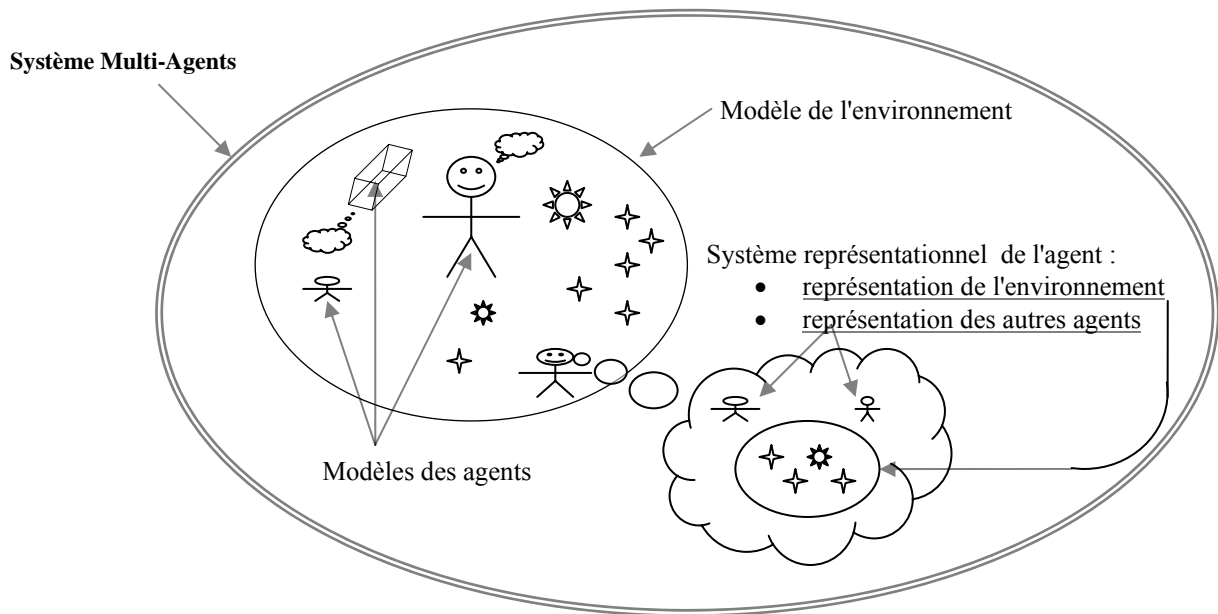 Système Multi-Agents
Modèle de l'environnement
Système représentationnel de l'agent :
• représentation de l'environnement
• représentation des autres agents
Modèles des agents